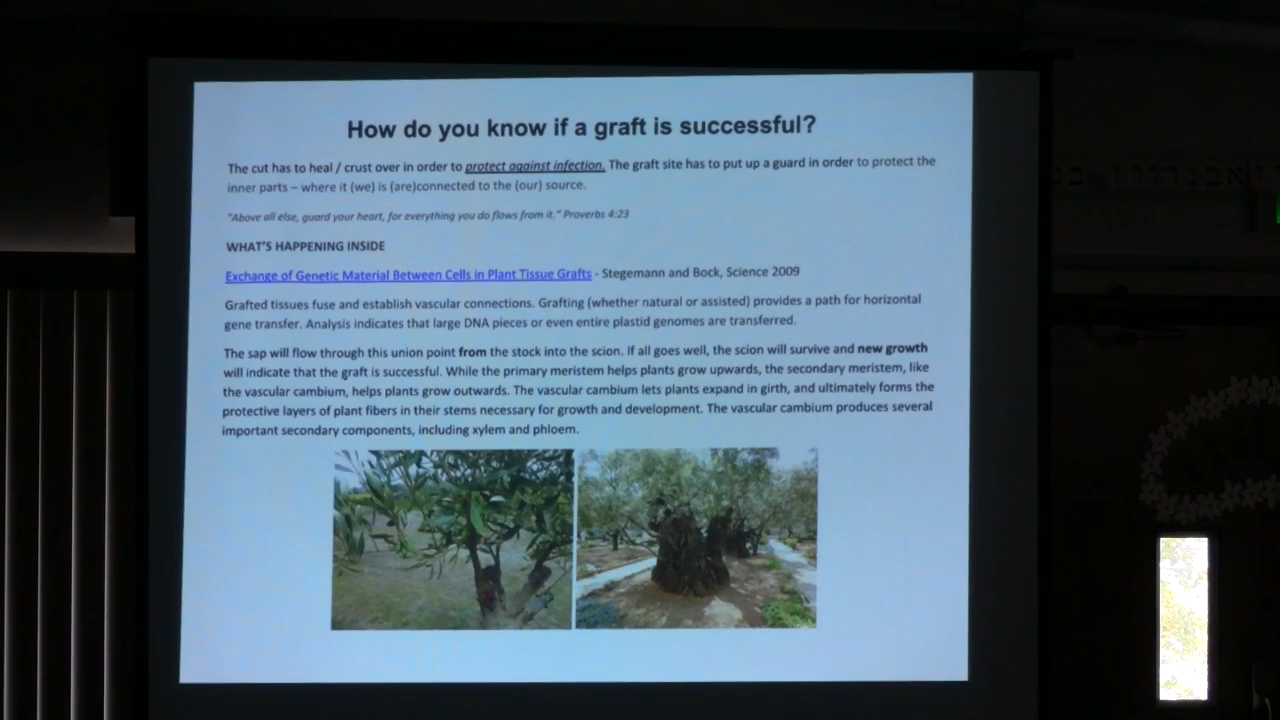 How do you know if a graft is successful?
The cut has to heal / crust over in order to protect against infection. The graft site has to put up a guard in order to protect the
inner parts – where it (we) is (are)connected to the (our) source.
"Above all else, guard your heart, for everything you do flows from it." Proverbs 4:23
WHAT'S HAPPENING INSIDE
Exchange of Genetic Material Between Cells in Plant Tissue Grafts - Stegemann and Bock, Science 2009
Grafted tissues fuse and establish vascular connections. Grafting (whether natural or assisted) provides a path for horizontal
gene transfer. Analysis indicates that large DNA pieces or even entire plastid genomes are transferred.
The sap will flow through this union point from the stock into the scion. If all goes well, the scion will survive and new growth
will indicate that the graft is successful. While the primary meristem helps plants grow upwards, the secondary meristem, like
the vascular cambium, helps plants grow outwards. The vascular cambium lets plants expand in girth, and ultimately forms the
protective layers of plant fibers in their stems necessary for growth and development. The vascular cambium produces several
important secondary components, including xylem and phloem.